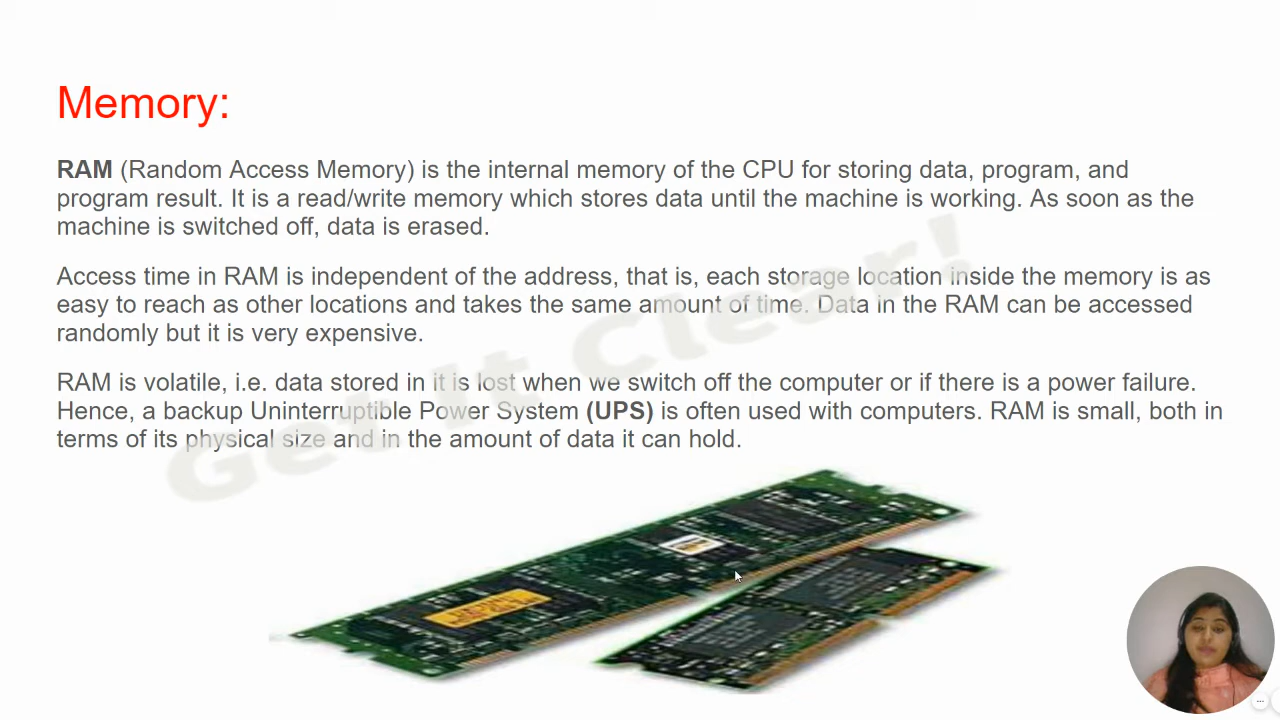 Memory:
RAM (Random Access Memory) is the internal memory of the CPU for storing data, program, and
program result. It is a read/write memory which stores data until the machine is working. As soon as the
machine is switched off, data is erased.
Access time in RAM is independent of the address, that is, each storage location inside the memory is as
easy to reach as other locations and takes the same amount of time. Data in the RAM can be accessed
randomly but it is very expensive.
RAM is volatile, i.e. data stored in it is lost when we switch off the computer or if there is a power failure.
Hence, a backup Uninterruptible Power System (UPS) is often used with computers. RAM is small, both in
terms of its physical size and in the amount of data it can hold.
Get It Clear!